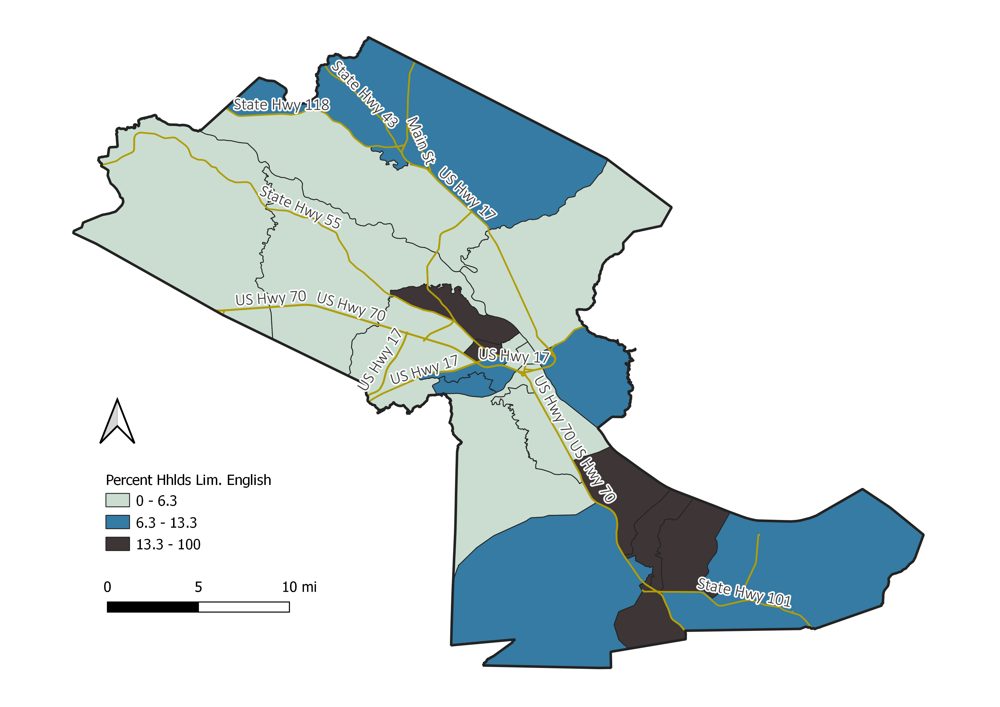 State Hwy 43
State Hwy 118
Main St
US Hwy 17
State Hwy 55
US Hwy 70
US Hwy 70
US Hwy 17
US Hwy 17
US Hwy 17
US Hwy 70
US Hwy 70
State Hwy 101
Percent Hhlds Lim. English
0 - 6.3
6.3 - 13.3
13.3 - 100
0 5 10 mi